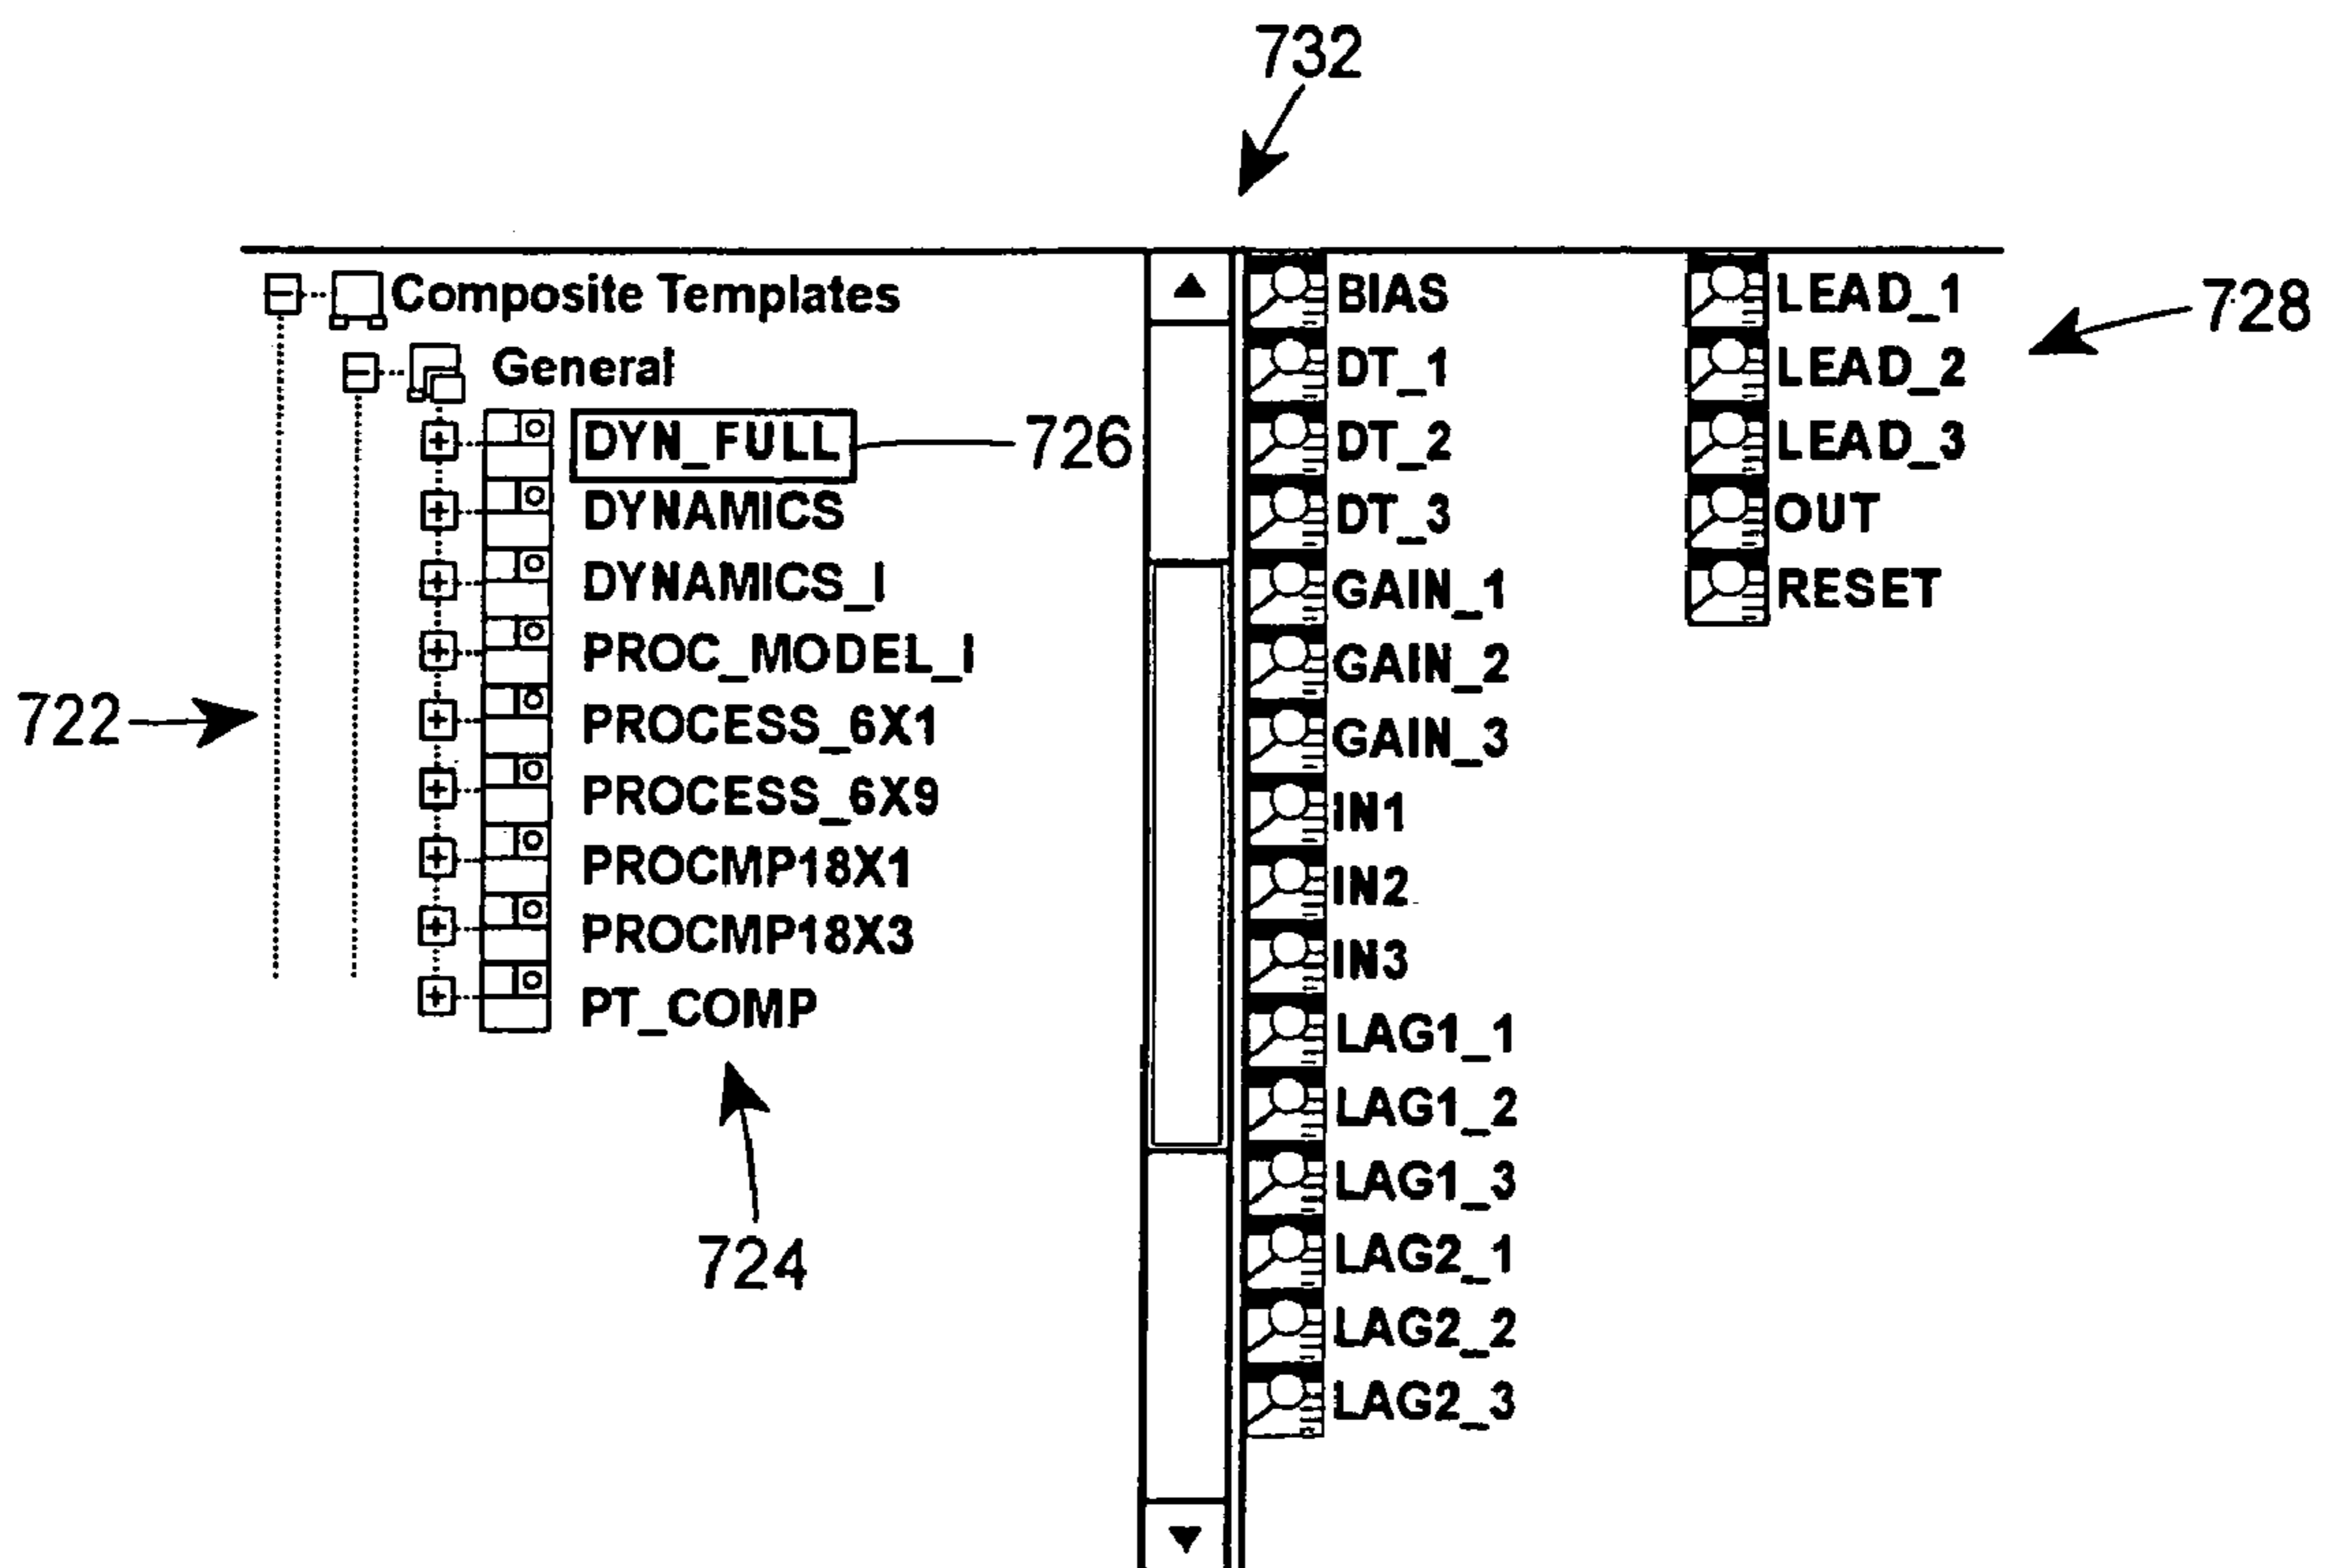 732
Composite Templates
General
DYN_FULL
726
DYNAMICS
DYNAMICS_I
PROC_MODEL_I
722
PROCESS_6X1
PROCESS_6X9
PROCMP18X1
PROCMP18X3
PT_COMP
724
BIAS
DT_1
DT_2
DT_3
GAIN_1
GAIN_2
GAIN_3
IN1
IN2
IN3
LAG1_1
LAG1_2
LAG1_3
LAG2_1
LAG2_2
LAG2_3
LEAD_1
LEAD_2
LEAD_3
OUT
RESET
728